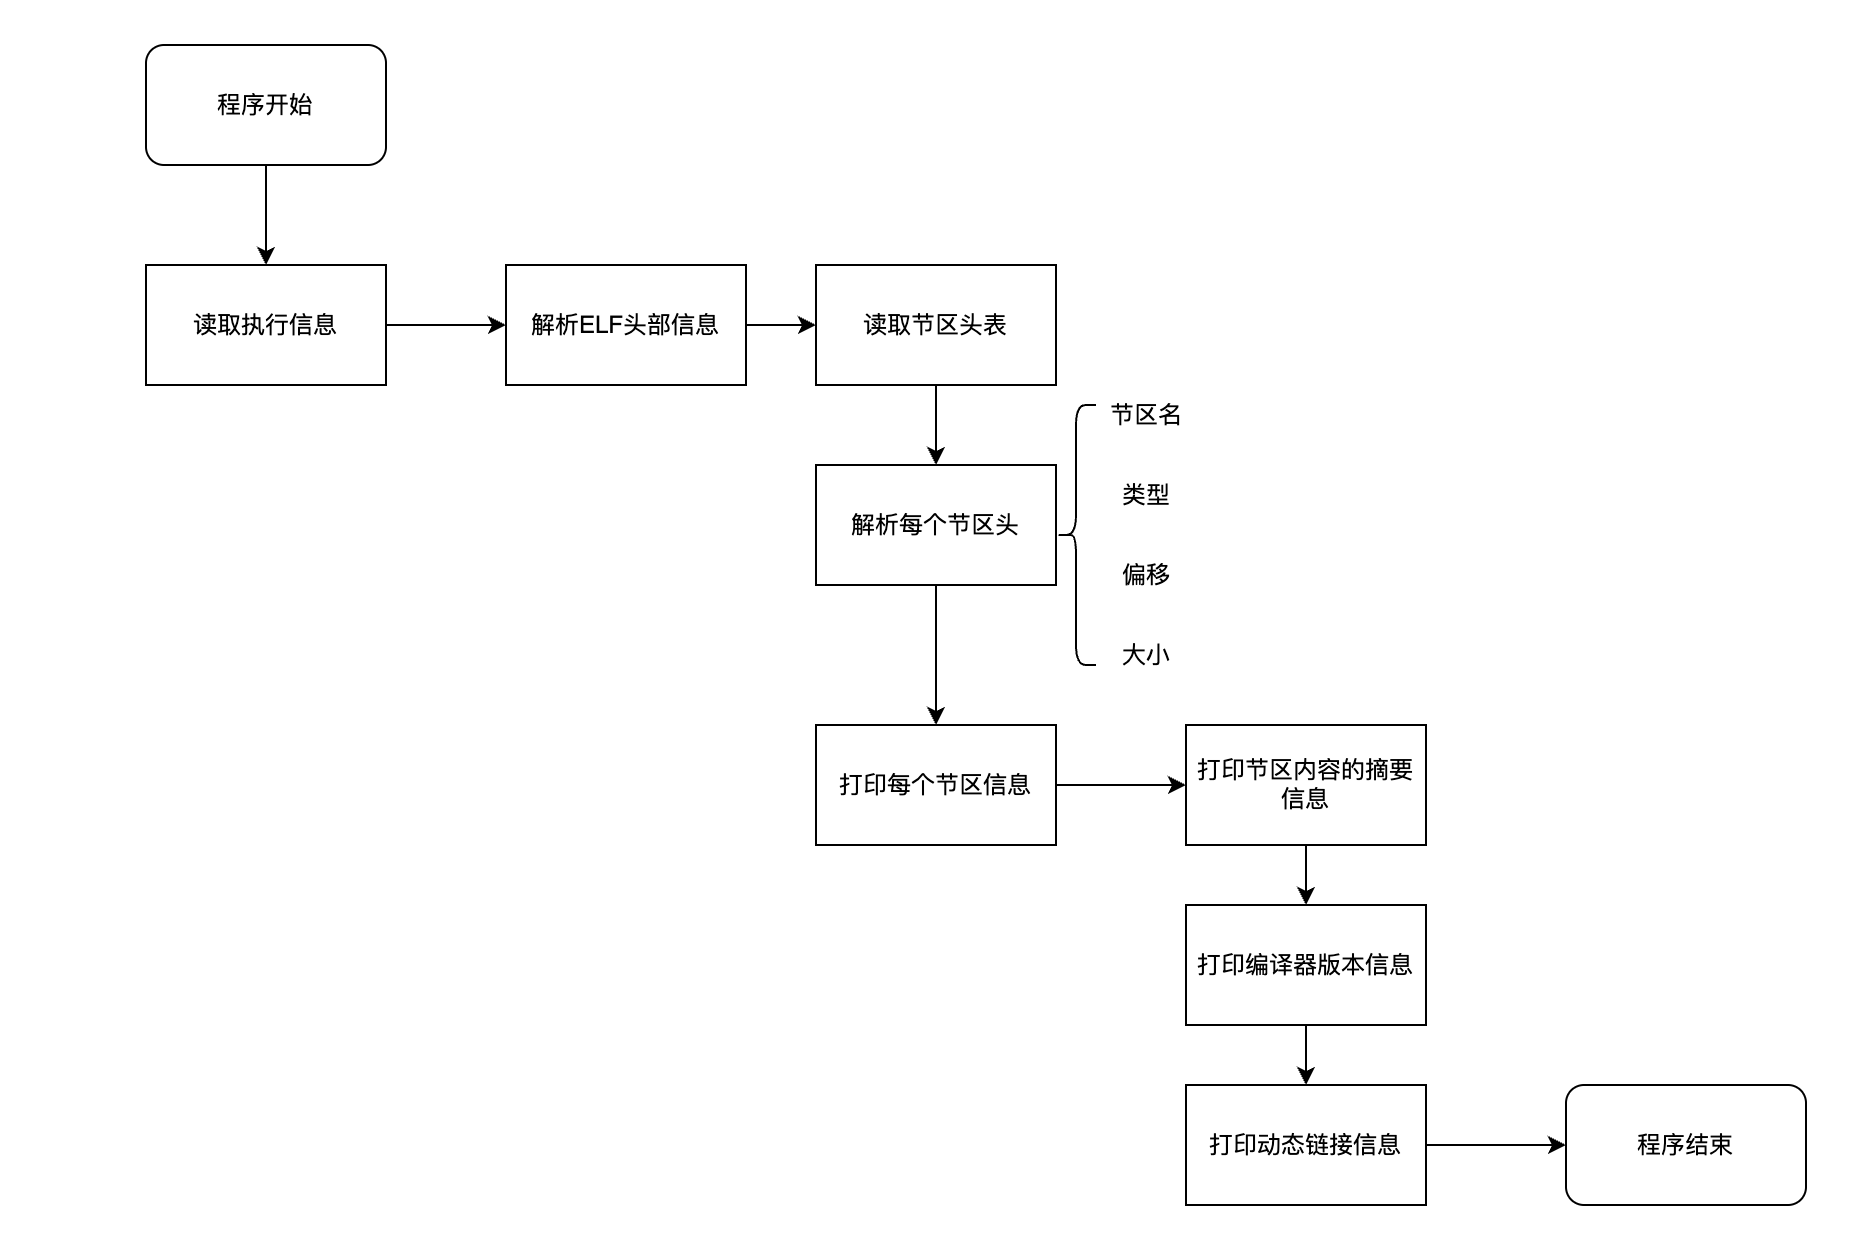 程序开始
读取执行信息
解析ELF头部信息
读取节区头表
节区名
类型
解析每个节区头
偏移
大小
打印每个节区信息
打印节区内容的摘要
信息
打印编译器版本信息
打印动态链接信息
程序结束